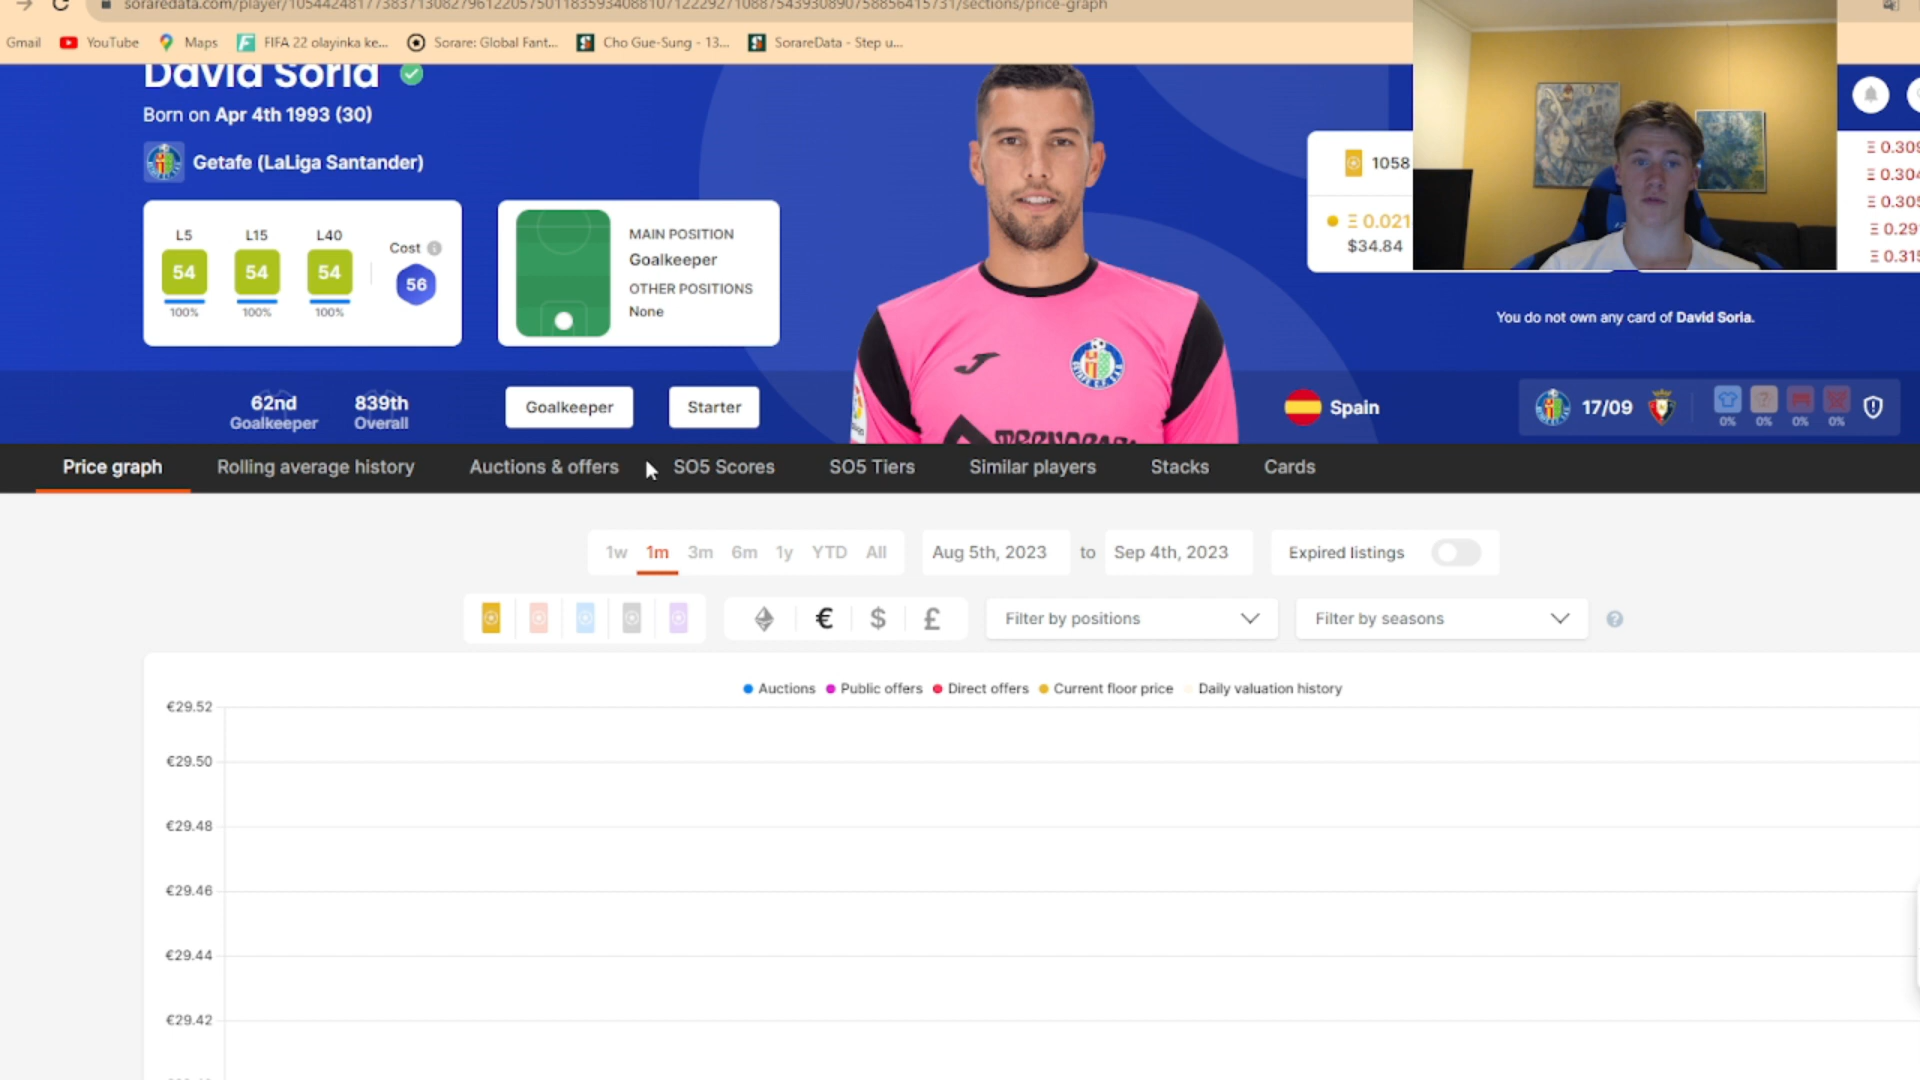 Gmail YouTube Maps FIFA 22 olayinka ke... Sorare: Global Fant... Cho Gue-Sung - 13... SorareData - Step u...
David Soria
Born on Apr 4th 1993 (30)
Getafe (LaLiga Santander)
L5 L15 L40 Cost
54 54 54 56
100% 100% 100%
MAIN POSITION
Goalkeeper
OTHER POSITIONS
None
1058
Ξ 0.021
$34.84
Ξ 0.309
Ξ 0.304
Ξ 0.305
Ξ 0.29
Ξ 0.315
You do not own any card of David Soria.
62nd
Goalkeeper
839th
Overall
Goalkeeper
Starter
Spain
17/09
0% 0% 0% 0%
Price graph Rolling average history Auctions & offers SO5 Scores SO5 Tiers Similar players Stacks Cards
1w 1m 3m 6m 1y YTD All Aug 5th, 2023 to Sep 4th, 2023 Expired listings
€ $ £ Filter by positions Filter by seasons ?
Auctions Public offers Direct offers Current floor price Daily valuation history
€29.52
€29.50
€29.48
€29.46
€29.44
€29.42